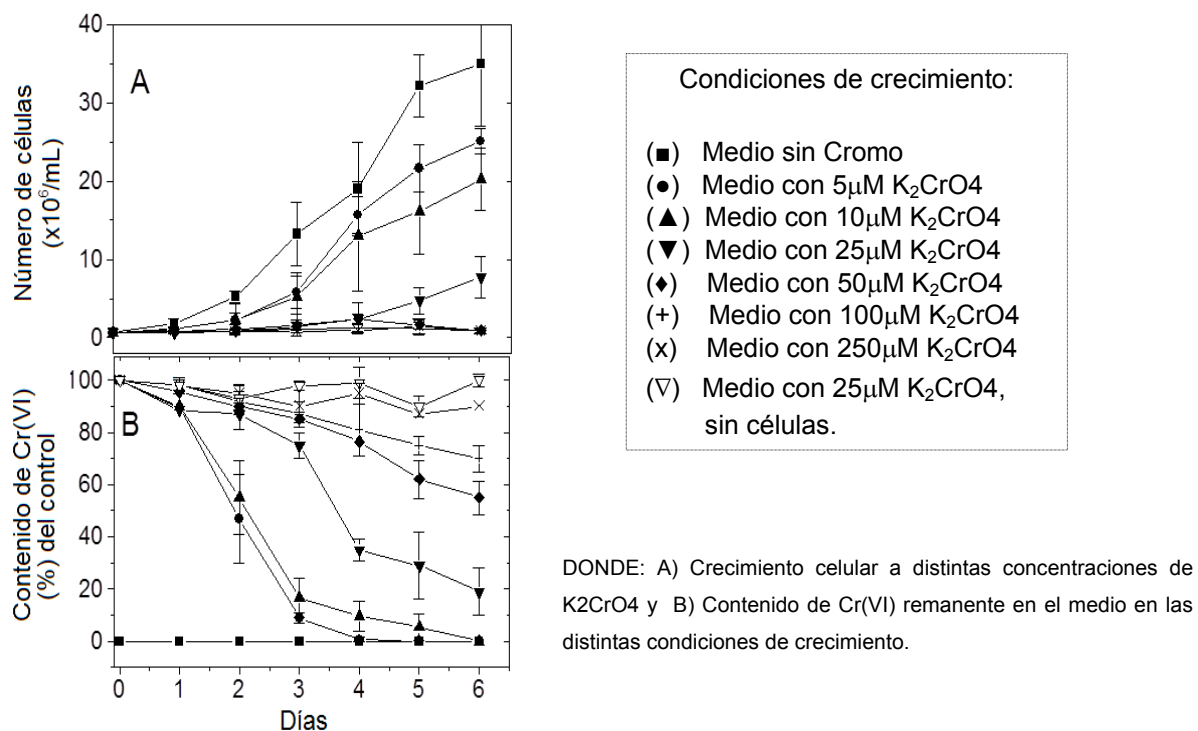 40
30
20
10
0
Número de células
(x10⁶/mL)
A
100
80
60
40
20
0
Contenido de Cr(VI)
(%) del control
B
0 1 2 3 4 5 6
Días
Condiciones de crecimiento:
(■) Medio sin Cromo
(●) Medio con 5μM K₂CrO4
(▲) Medio con 10μM K₂CrO4
(▼) Medio con 25μM K₂CrO4
(♦) Medio con 50μM K₂CrO4
(+) Medio con 100μM K₂CrO4
(x) Medio con 250μM K₂CrO4
(▽) Medio con 25μM K₂CrO4,
sin células.
DONDE: A) Crecimiento celular a distintas concentraciones de
K2CrO4 y B) Contenido de Cr(VI) remanente en el medio en las
distintas condiciones de crecimiento.